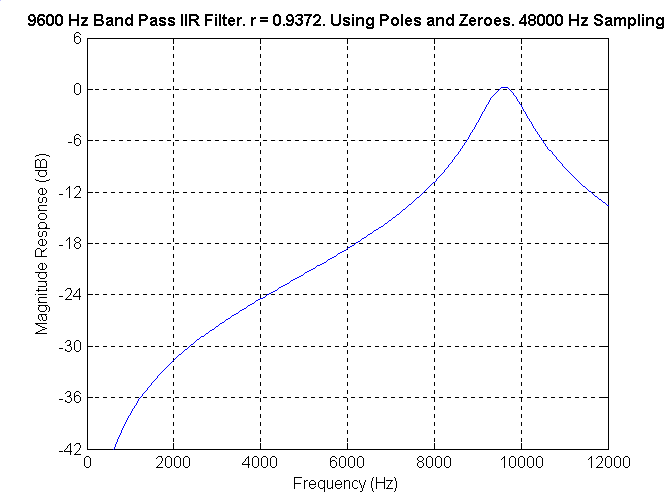 9600 Hz Band Pass IIR Filter. r = 0.9372. Using Poles and Zeroes. 48000 Hz Sampling
6
0
-6
-12
-18
-24
-30
-36
-42
Magnitude Response (dB)
0 2000 4000 6000 8000 10000 12000
Frequency (Hz)